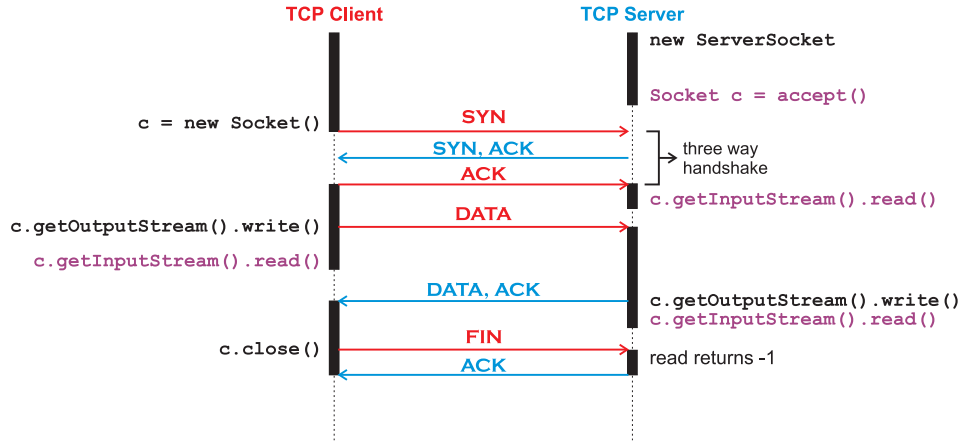 TCP Client
TCP Server
new ServerSocket
Socket c = accept()
c = new Socket()
SYN
SYN, ACK
three way
handshake
ACK
c.getInputStream().read()
c.getOutputStream().write()
DATA
c.getInputStream().read()
DATA, ACK
c.getOutputStream().write()
c.getInputStream().read()
c.close()
FIN
read returns -1
ACK